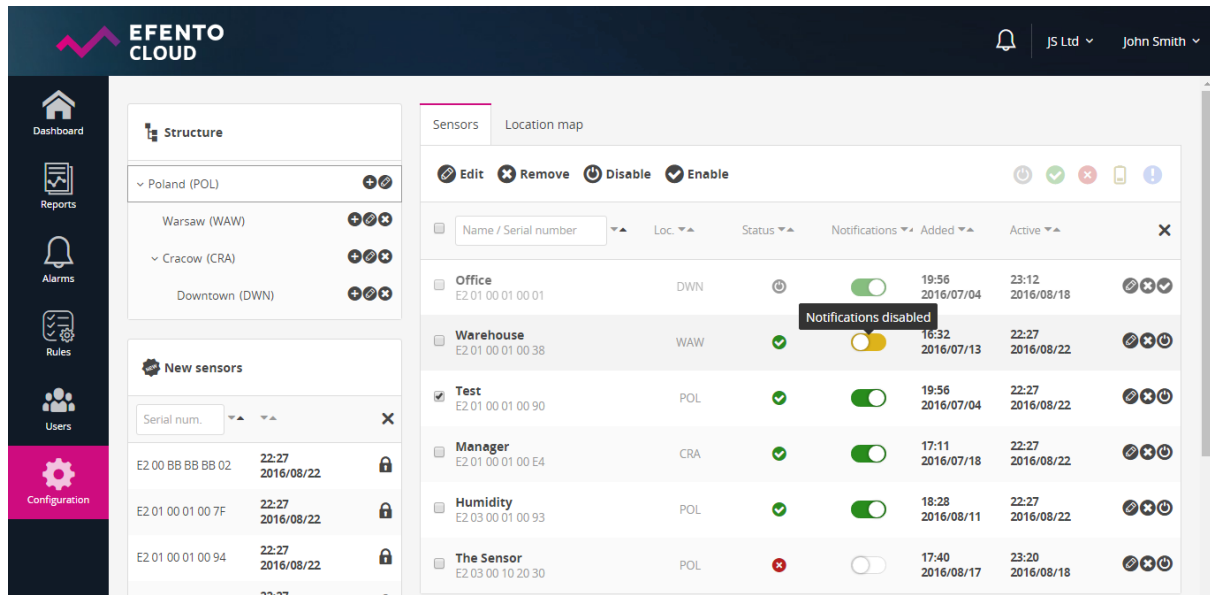 EFENTO
CLOUD
JS Ltd
John Smith
Dashboard
Reports
Alarms
Rules
Users
Configuration
Structure
Poland (POL)
Warsaw (WAW)
Cracow (CRA)
Downtown (DWN)
NEW New sensors
Serial num.
E2 00 BB BB BB 02 22:27
2016/08/22
E2 01 00 01 00 7F 22:27
2016/08/22
E2 01 00 01 00 94 22:27
2016/08/22
Sensors Location map
Edit Remove Disable Enable
Name / Serial number Loc. Status Notifications Added Active
Office DWN 19:56 23:12
E2 01 00 01 00 01 2016/07/04 2016/08/18
Notifications disabled
Warehouse WAW 16:32 22:27
E2 01 00 01 00 38 2016/07/13 2016/08/22
Test POL 19:56 22:27
E2 01 00 01 00 90 2016/07/04 2016/08/22
Manager CRA 17:11 22:27
E2 01 00 01 00 E4 2016/07/18 2016/08/22
Humidity POL 18:28 22:27
E2 03 00 01 00 93 2016/08/11 2016/08/22
The Sensor POL 17:40 23:20
E2 03 00 10 20 30 2016/08/17 2016/08/18